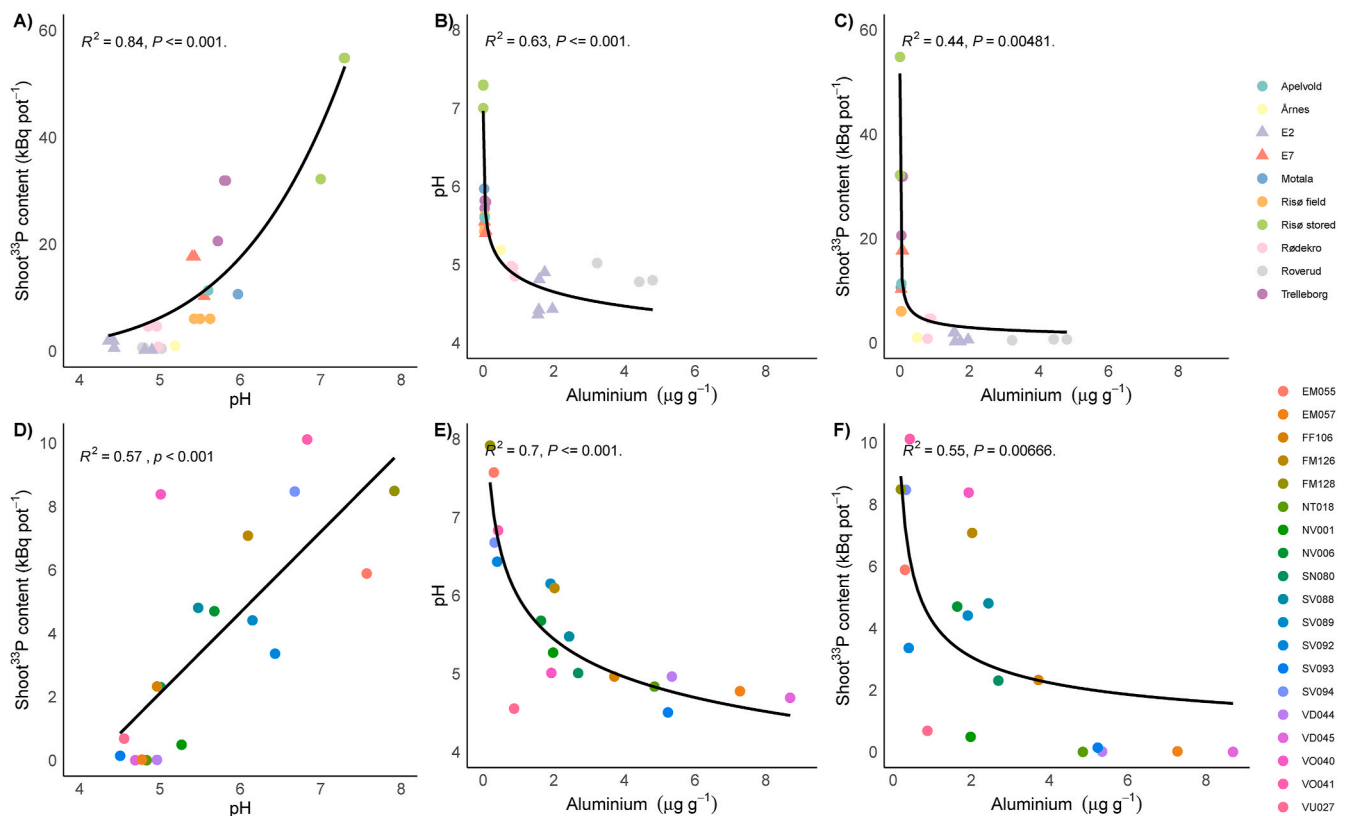 A)
R² = 0.84, P <= 0.001.
Shoot³³P content (kBq pot⁻¹)
60
40
20
0
4 5 6 7 8
pH
B)
R² = 0.63, P <= 0.001.
pH
8
7
6
5
4
0 2 4 6 8
Aluminium (µg g⁻¹)
C)
R² = 0.44, P = 0.00481.
Shoot³³P content (kBq pot⁻¹)
60
40
20
0
0 2 4 6 8
Aluminium (µg g⁻¹)
Apelvold
Årnes
E2
E7
Motala
Risø field
Risø stored
Rødekro
Roverud
Trelleborg
D)
R² = 0.57 , p < 0.001
Shoot³³P content (kBq pot⁻¹)
10
8
6
4
2
0
4 5 6 7 8
pH
E)
R² = 0.7, P <= 0.001.
pH
8
7
6
5
4
0 2 4 6 8
Aluminium (µg g⁻¹)
F)
R² = 0.55, P = 0.00666.
Shoot³³P content (kBq pot⁻¹)
10
8
6
4
2
0
0 2 4 6 8
Aluminium (µg g⁻¹)
EM055
EM057
FF106
FM126
FM128
NT018
NV001
NV006
SN080
SV088
SV089
SV092
SV093
SV094
VD044
VD045
VO040
VO041
VU027